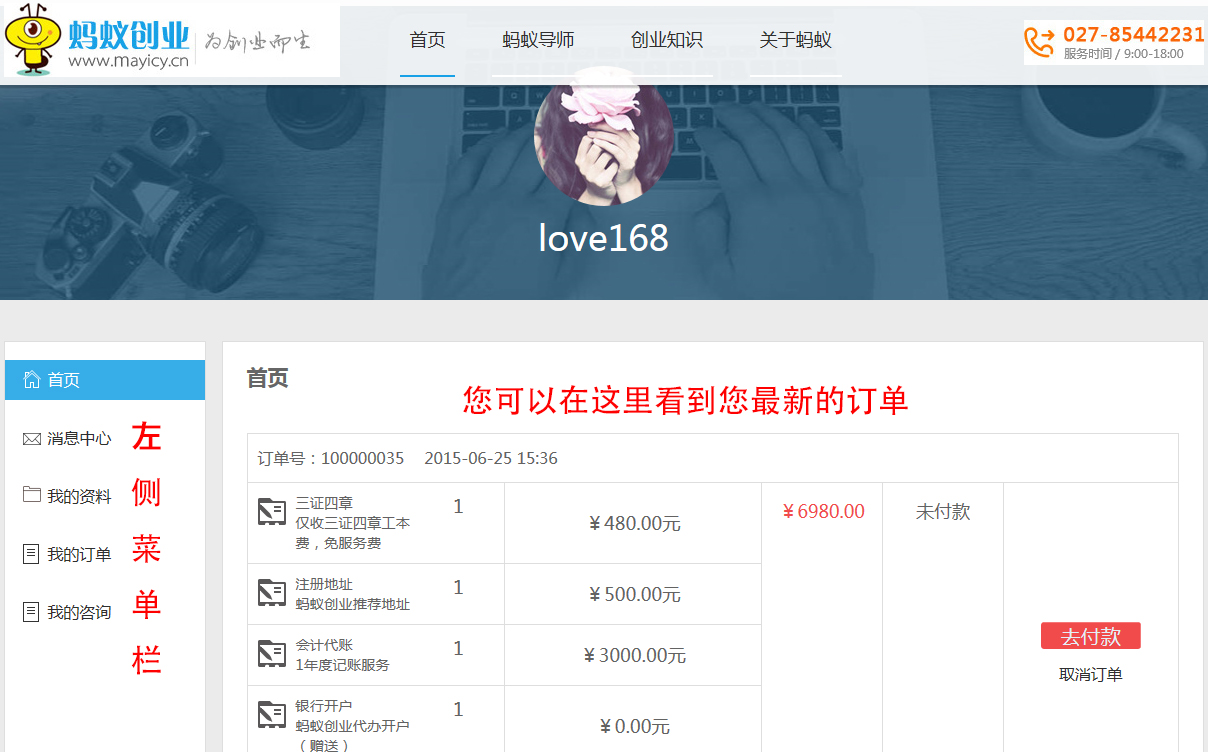 蚂蚁创业
www.mayicy.cn
为创业而生
首页
蚂蚁导师
创业知识
关于蚂蚁
027-85442231
服务时间 / 9:00-18:00
love168
首页
消息中心
我的资料
我的订单
我的咨询
左
侧
菜
单
栏
首页
您可以在这里看到您最新的订单
订单号：100000035 2015-06-25 15:36
三证四章
仅收三证四章工本
费，免服务费
1
￥480.00元
￥6980.00
未付款
注册地址
蚂蚁创业推荐地址
1
￥500.00元
去付款
取消订单
会计代账
1年度记账服务
1
￥3000.00元
银行开户
蚂蚁创业代办开户
（赠送）
1
￥0.00元